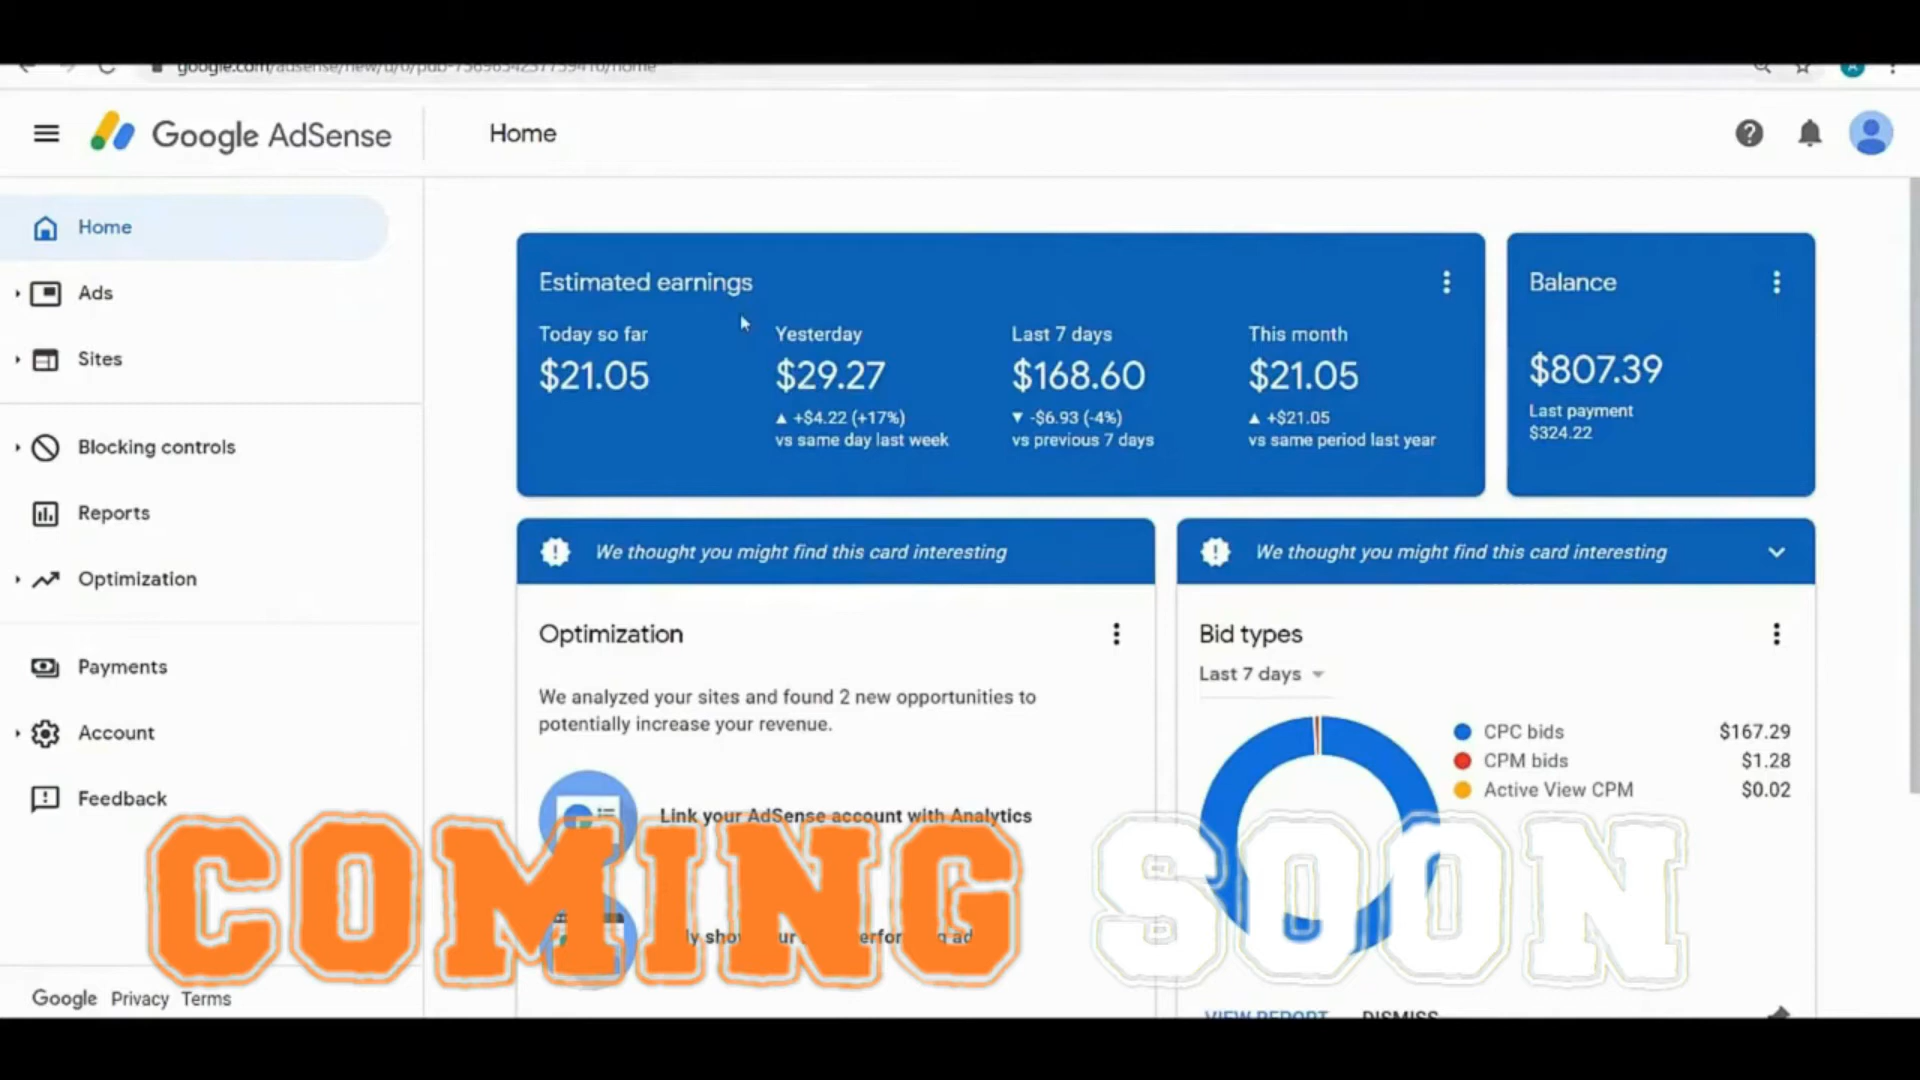 Google AdSense
Home
Home
Ads
Sites
Blocking controls
Reports
Optimization
Payments
Account
Feedback
Google Privacy Terms
Estimated earnings
Today so far
$21.05
Yesterday
$29.27
+$4.22 (+17%)
vs same day last week
Last 7 days
$168.60
-$6.93 (-4%)
vs previous 7 days
This month
$21.05
+$21.05
vs same period last year
Balance
$807.39
Last payment
$324.22
We thought you might find this card interesting
Optimization
We analyzed your sites and found 2 new opportunities to
potentially increase your revenue.
Link your AdSense account with Analytics
We thought you might find this card interesting
Bid types
Last 7 days
CPC bids $167.29
CPM bids $1.28
Active View CPM $0.02
VIEW REPORT DISMISS
COMING SOON